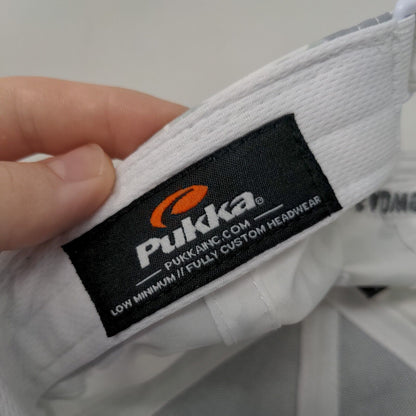 Pukka®
PUKKAINC.COM
LOW MINIMUM // FULLY CUSTOM HEADWEAR